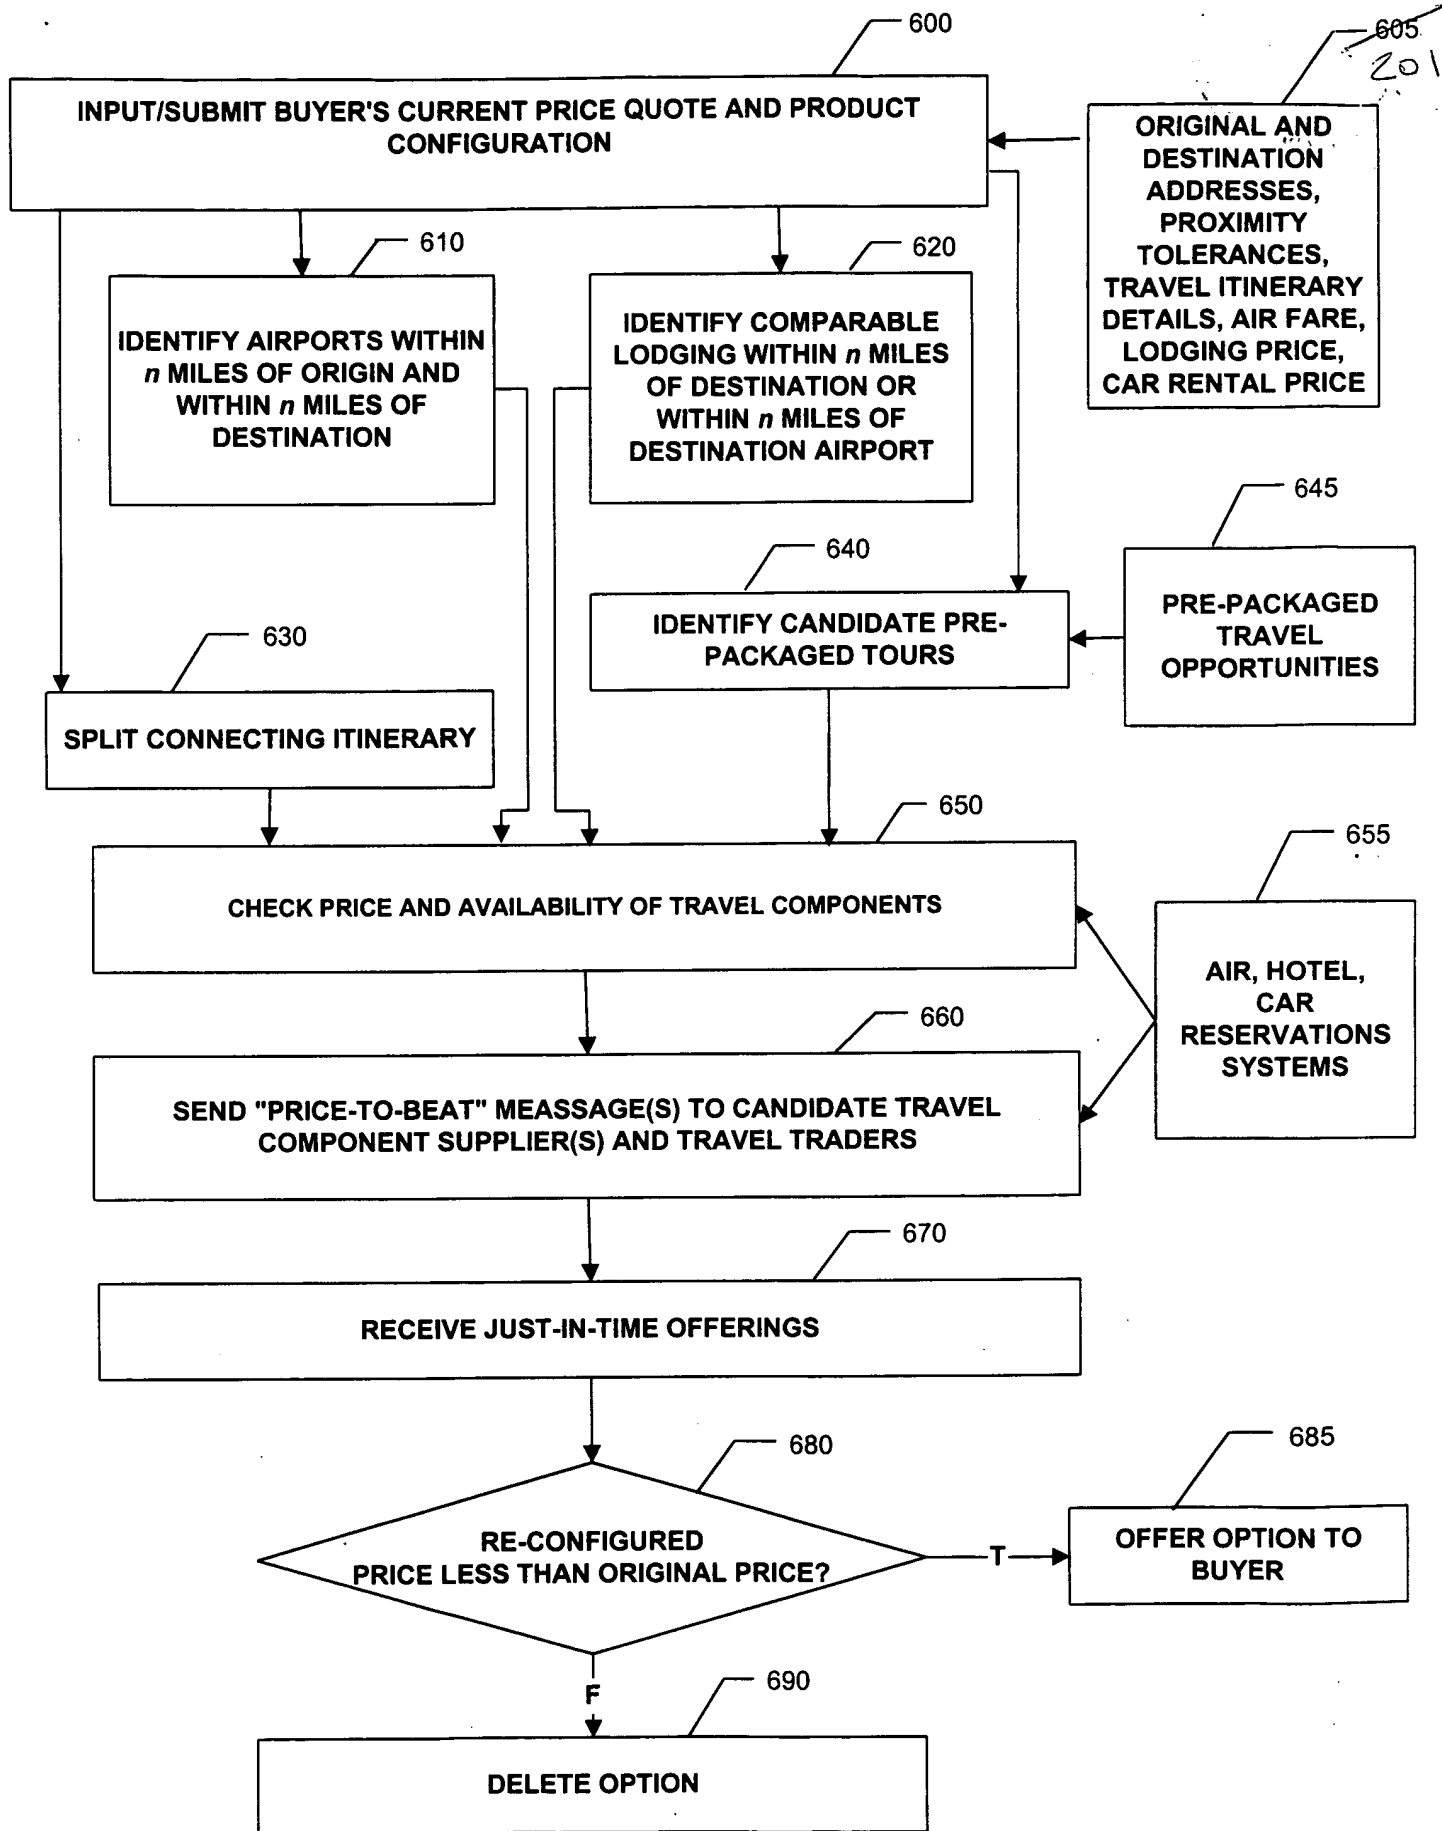 600
605
201
INPUT/SUBMIT BUYER'S CURRENT PRICE QUOTE AND PRODUCT
CONFIGURATION
ORIGINAL AND
DESTINATION
ADDRESSES,
PROXIMITY
TOLERANCES,
TRAVEL ITINERARY
DETAILS, AIR FARE,
LODGING PRICE,
CAR RENTAL PRICE
610
IDENTIFY AIRPORTS WITHIN
n MILES OF ORIGIN AND
WITHIN n MILES OF
DESTINATION
620
IDENTIFY COMPARABLE
LODGING WITHIN n MILES
OF DESTINATION OR
WITHIN n MILES OF
DESTINATION AIRPORT
645
PRE-PACKAGED
TRAVEL
OPPORTUNITIES
640
IDENTIFY CANDIDATE PRE-
PACKAGED TOURS
630
SPLIT CONNECTING ITINERARY
650
CHECK PRICE AND AVAILABILITY OF TRAVEL COMPONENTS
655
AIR, HOTEL,
CAR
RESERVATIONS
SYSTEMS
660
SEND "PRICE-TO-BEAT" MEASSAGE(S) TO CANDIDATE TRAVEL
COMPONENT SUPPLIER(S) AND TRAVEL TRADERS
670
RECEIVE JUST-IN-TIME OFFERINGS
680
RE-CONFIGURED
PRICE LESS THAN ORIGINAL PRICE?
T
685
OFFER OPTION TO
BUYER
F
690
DELETE OPTION